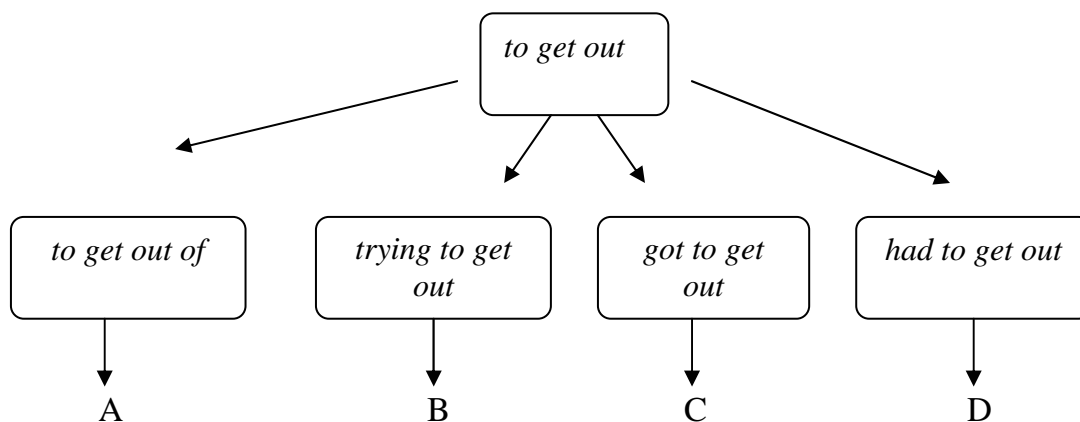 to get out
to get out of
trying to get
out
got to get
out
had to get out
A
B
C
D